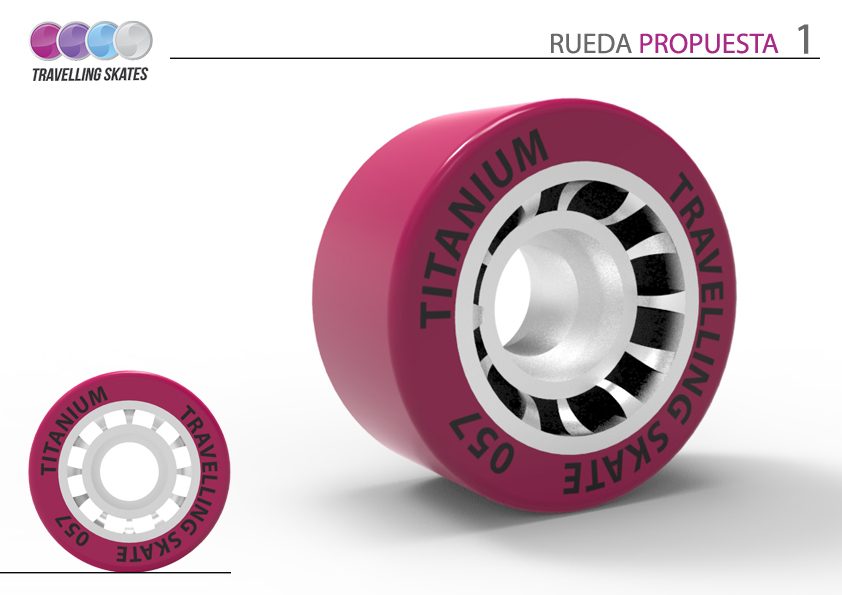 TRAVELLING SKATES
RUEDA PROPUESTA 1
TITANIUM
TRAVELLING SKATE
057
TITANIUM
TRAVELLING SKATE
057